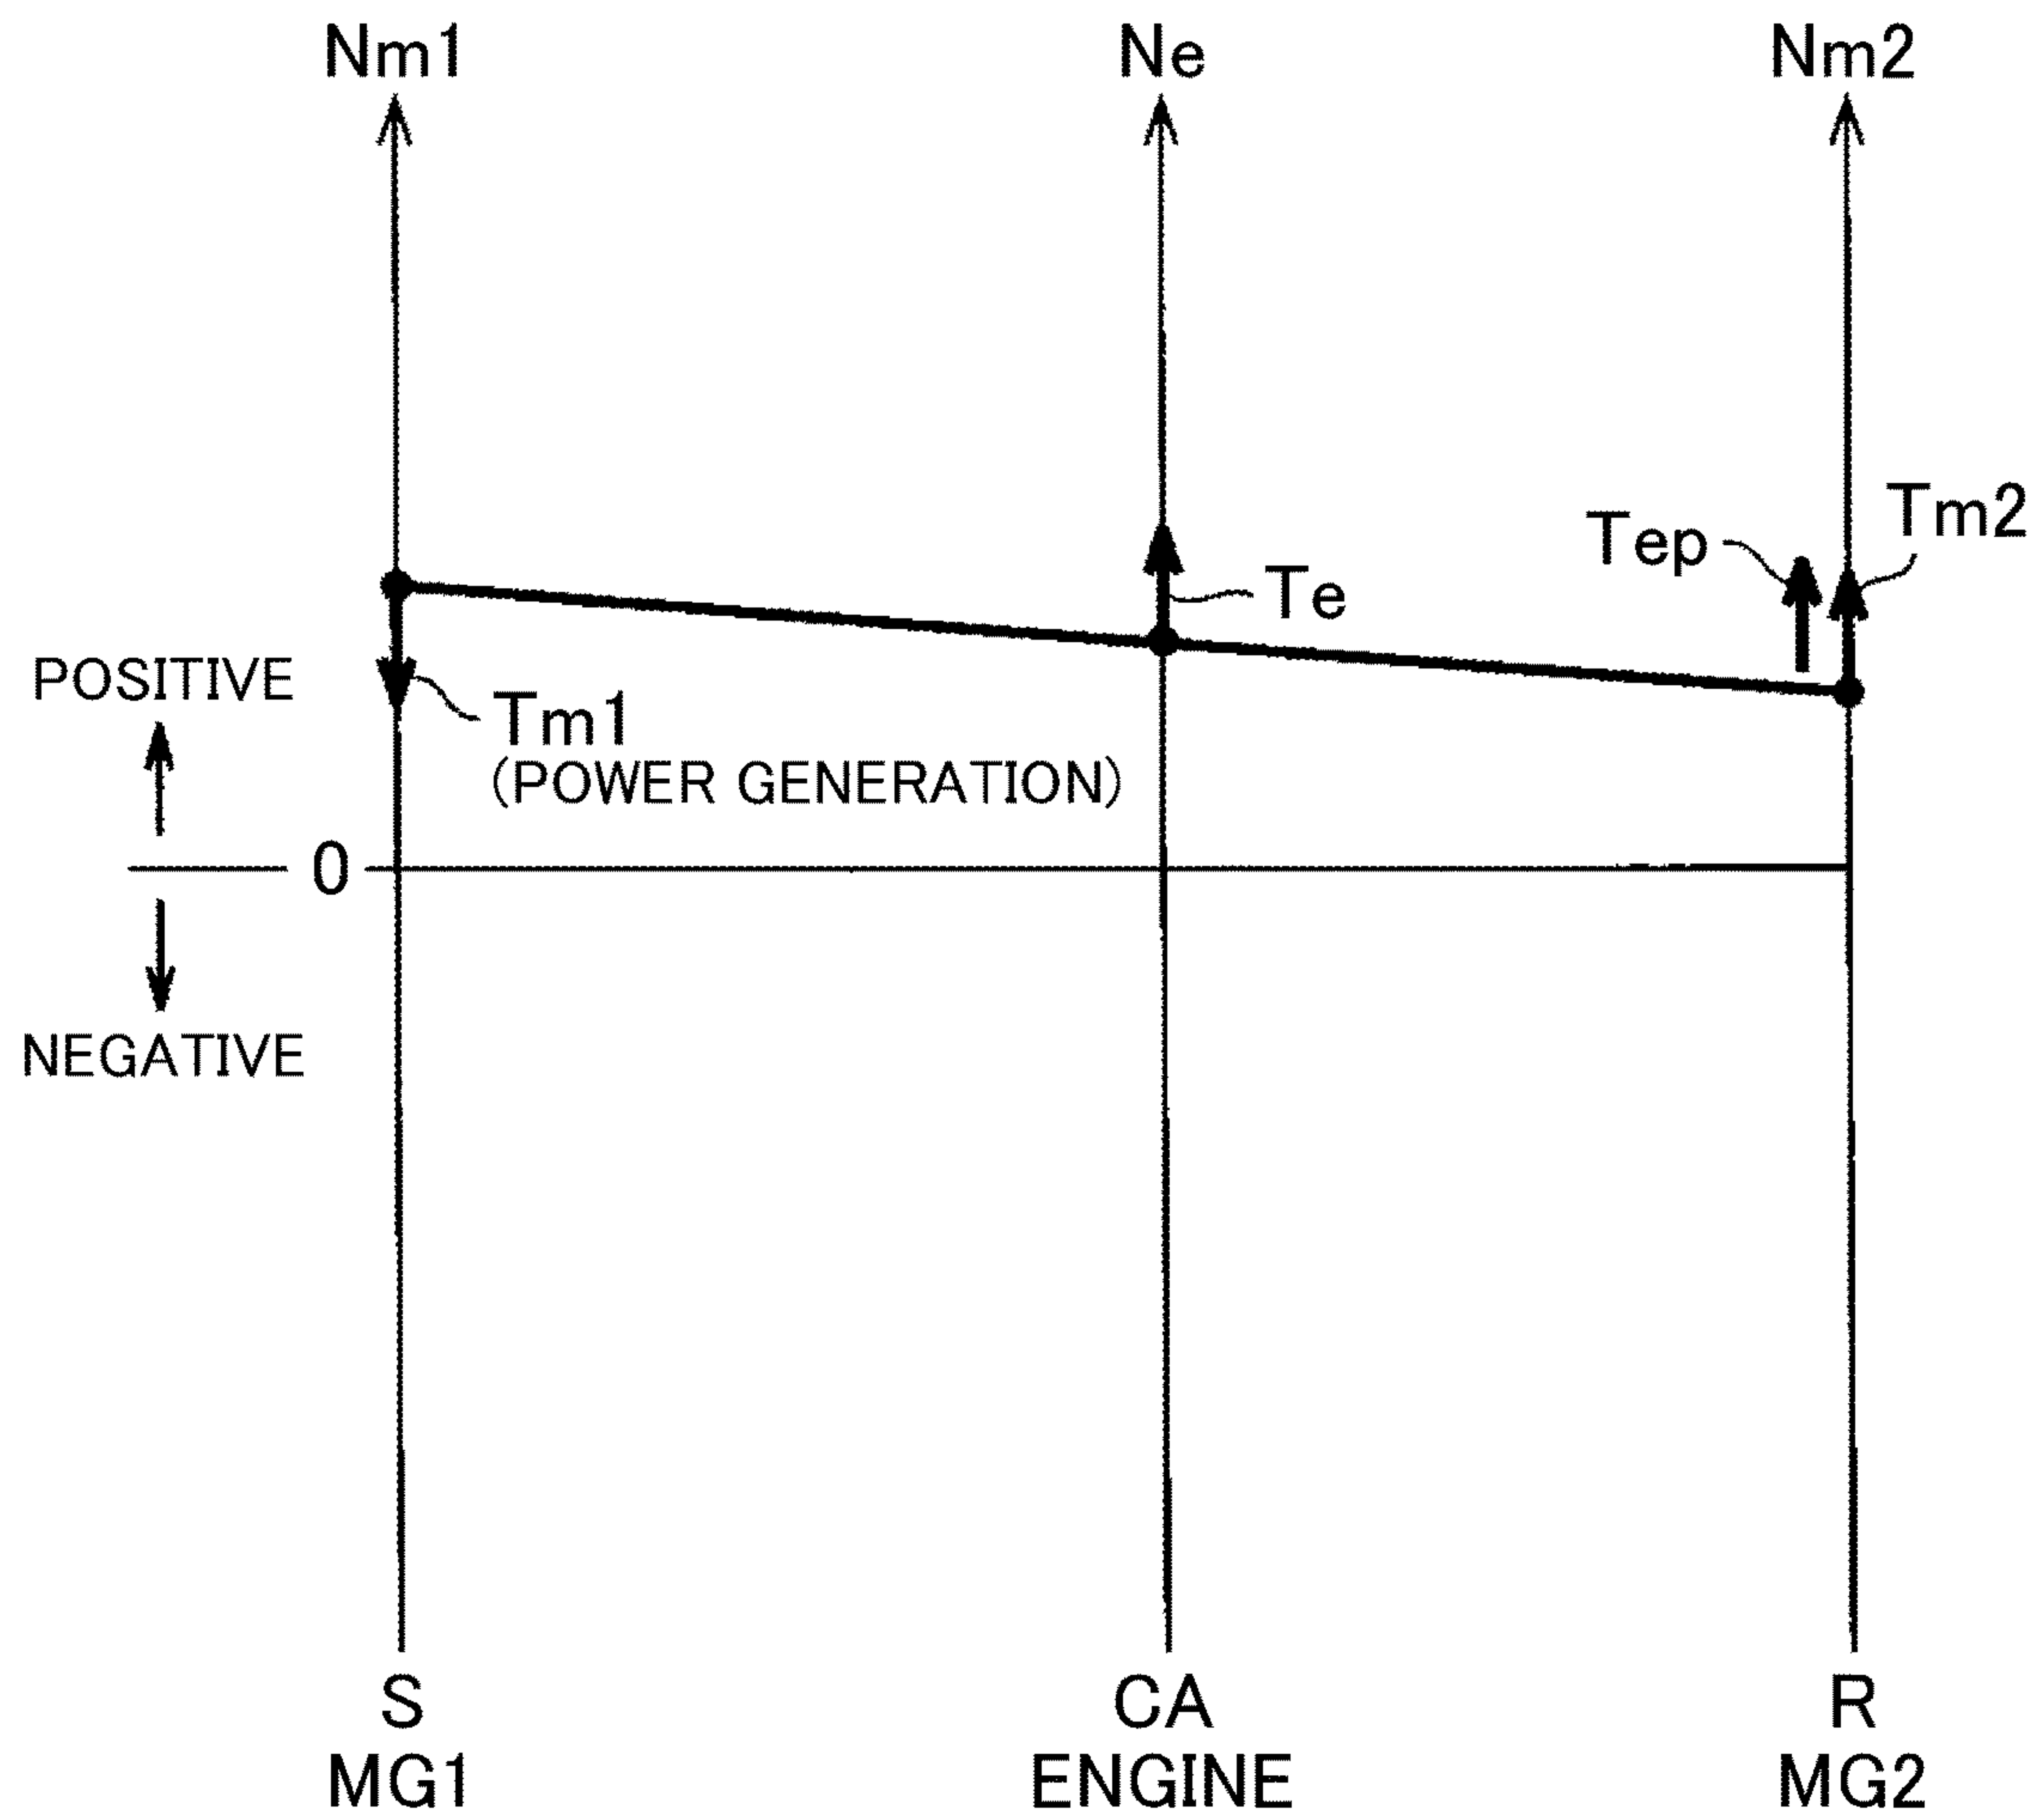 Nm1 Ne Nm2
Tm2
Tep
Te
POSITIVE
Tm1
(POWER GENERATION)
0
NEGATIVE
S CA R
MG1 ENGINE MG2